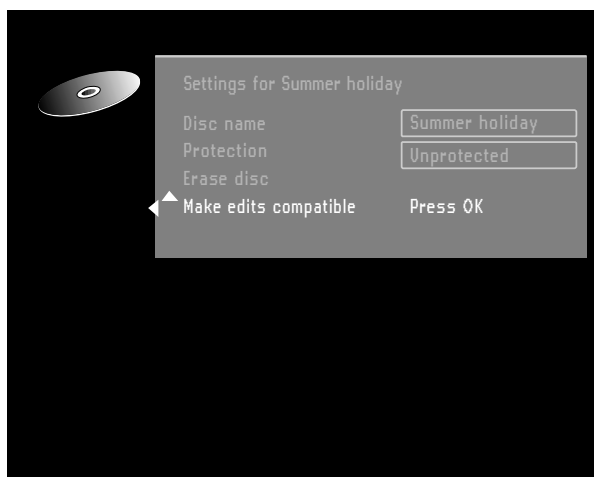 Settings for Summer holiday
Disc name Summer holiday
Protection Unprotected
Erase disc
Make edits compatible Press OK